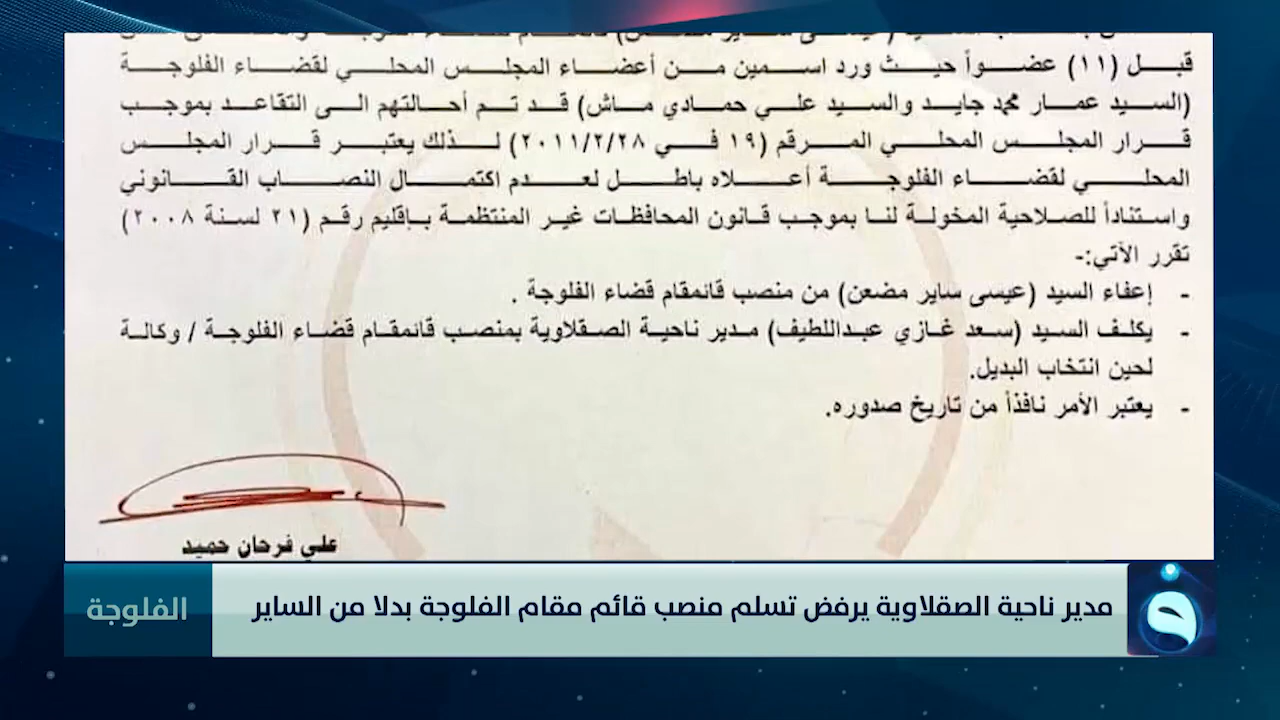 قبل (١١) عضواً حيث ورد اسمين من أعضاء المجلس المحلي لقضاء الفلوجة
(السيد عمار محمد جايد والسيد علي حمادي ماش) قد تم أحالتهم الى التقاعد بموجب
قرار المجلس المحلي المرقم (١٩ في ٢٠١١/٢/٢٨) لذلك يعتبر قرار المجلس
المحلي لقضاء الفلوجة أعلاه باطل لعدم اكتمال النصاب القانوني
واستناداً للصلاحية المخولة لنا بموجب قانون المحافظات غير المنتظمة بإقليم رقم (٢١ لسنة ٢٠٠٨)
تقرر الآتي:-
- إعفاء السيد (عيسى ساير مضعن) من منصب قائمقام قضاء الفلوجة .
- يكلف السيد (سعد غازي عبداللطيف) مدير ناحية الصقلاوية بمنصب قائمقام قضاء الفلوجة / وكالة
لحين انتخاب البديل.
- يعتبر الأمر نافذاً من تاريخ صدوره.
علي فرحان حميد
مدير ناحية الصقلاوية يرفض تسلم منصب قائم مقام الفلوجة بدلا من الساير
الفلوجة